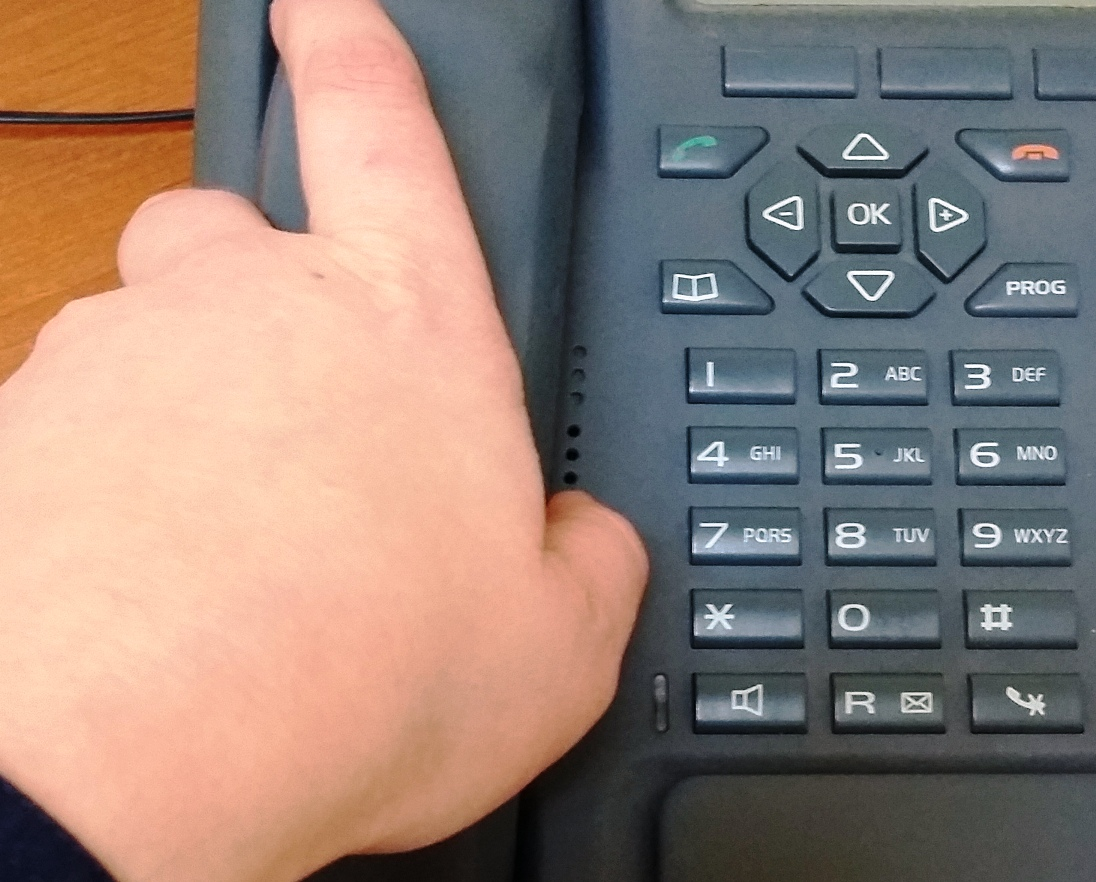 OK
PROG
1 2 ABC 3 DEF
4 GHI 5 JKL 6 MNO
7 PQRS 8 TUV 9 WXYZ
* 0 #
R